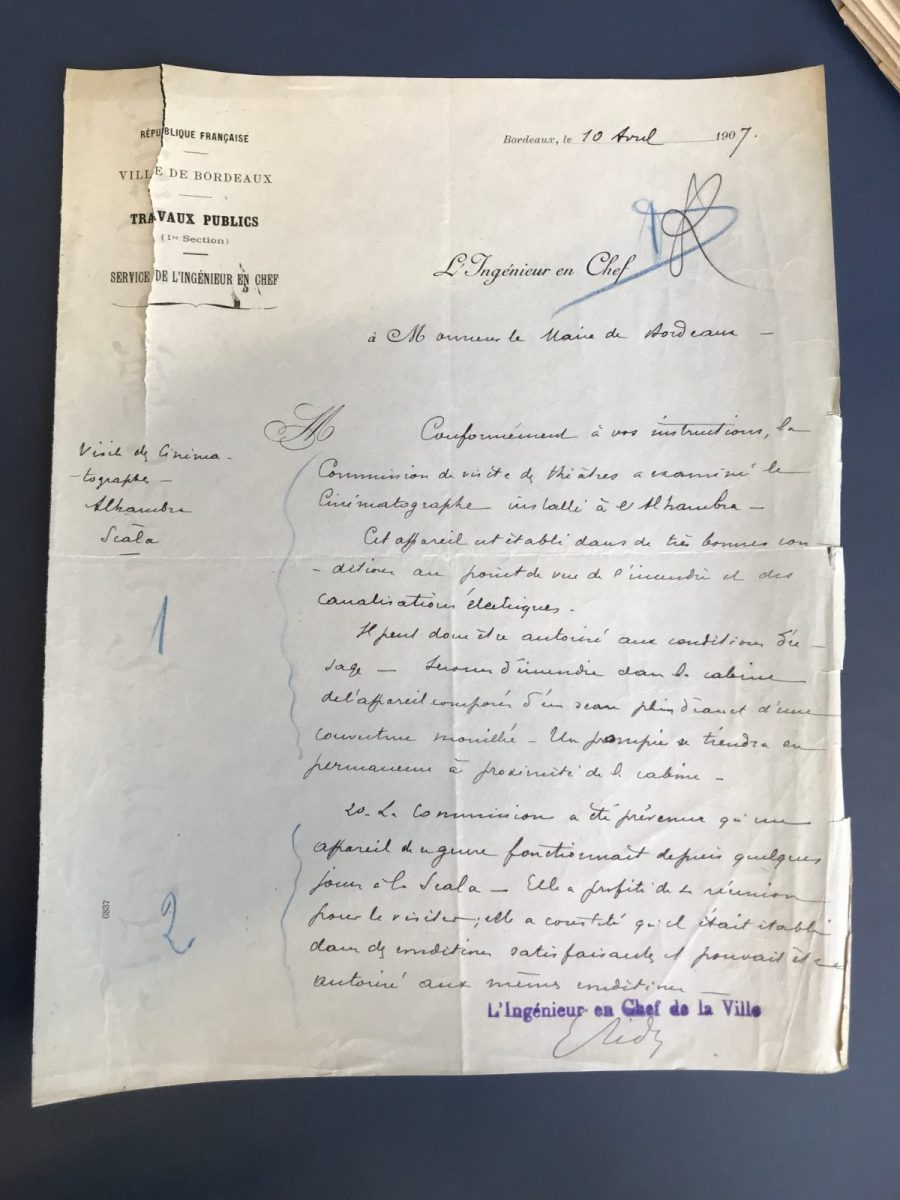 RÉPUBLIQUE FRANÇAISE
VILLE DE BORDEAUX
TRAVAUX PUBLICS
(1re Section)
SERVICE DE L'INGÉNIEUR EN CHEF
Bordeaux, le 10 Avril 1907.
L'Ingénieur en Chef
à Monsieur le Maire de Bordeaux —
Visite des Cinéma-
-tographes —
Alhambra
Scala
1
2
0837
M Conformément à vos instructions, la
Commission de visite des théâtres a examiné le
Cinématographe installé à l'Alhambra —
Cet appareil est établi dans de très bonnes con-
-ditions au point de vue de l'incendie et des
canalisations électriques.
Il peut donc être autorisé aux conditions d'u-
sage — Secours d'incendie dans la cabine
de l'appareil composés d'un seau plein d'eau et d'une
couverture mouillée — Un pompier se tiendra en
permanence à proximité de la cabine —
2o- La Commission a été prévenue qu'un
appareil du genre fonctionnait depuis quelques
jours à la Scala — Elle a profité de sa réunion
pour le visiter; elle a constaté qu'il était établi
dans des conditions satisfaisantes et pouvait être
autorisé aux mêmes conditions —
L'Ingénieur en Chef de la Ville